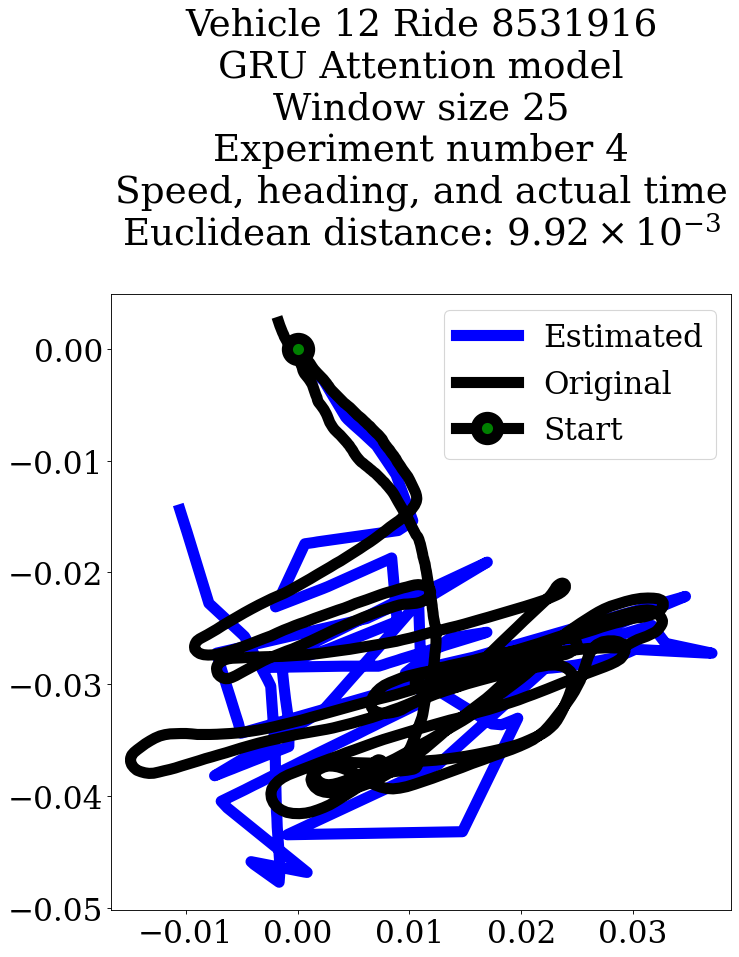 Vehicle 12 Ride 8531916
GRU Attention model
Window size 25
Experiment number 4
Speed, heading, and actual time
Euclidean distance: 9.92 × 10⁻³
Estimated
Original
Start
0.00
−0.01
−0.02
−0.03
−0.04
−0.05
−0.01 0.00 0.01 0.02 0.03